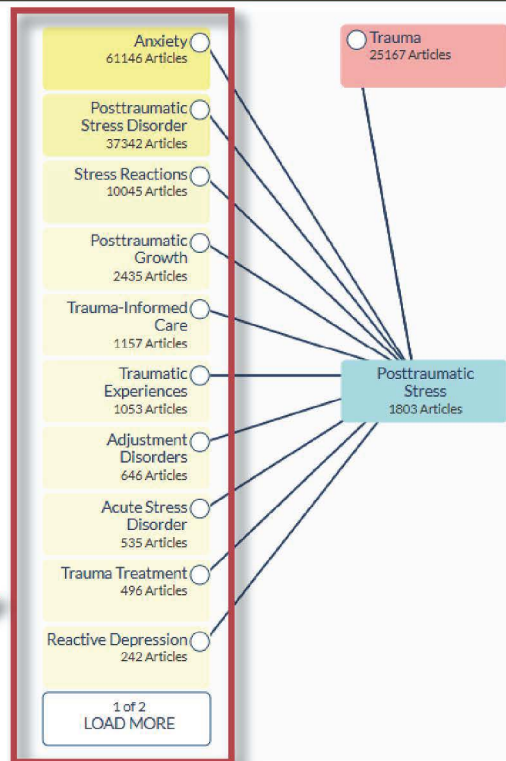 Anxiety
61146 Articles
Posttraumatic
Stress Disorder
37342 Articles
Stress Reactions
10045 Articles
Posttraumatic
Growth
2435 Articles
Trauma-Informed
Care
1157 Articles
Traumatic
Experiences
1053 Articles
Adjustment
Disorders
646 Articles
Acute Stress
Disorder
535 Articles
Trauma Treatment
496 Articles
Reactive Depression
242 Articles
1 of 2
LOAD MORE
Trauma
25167 Articles
Posttraumatic
Stress
1803 Articles